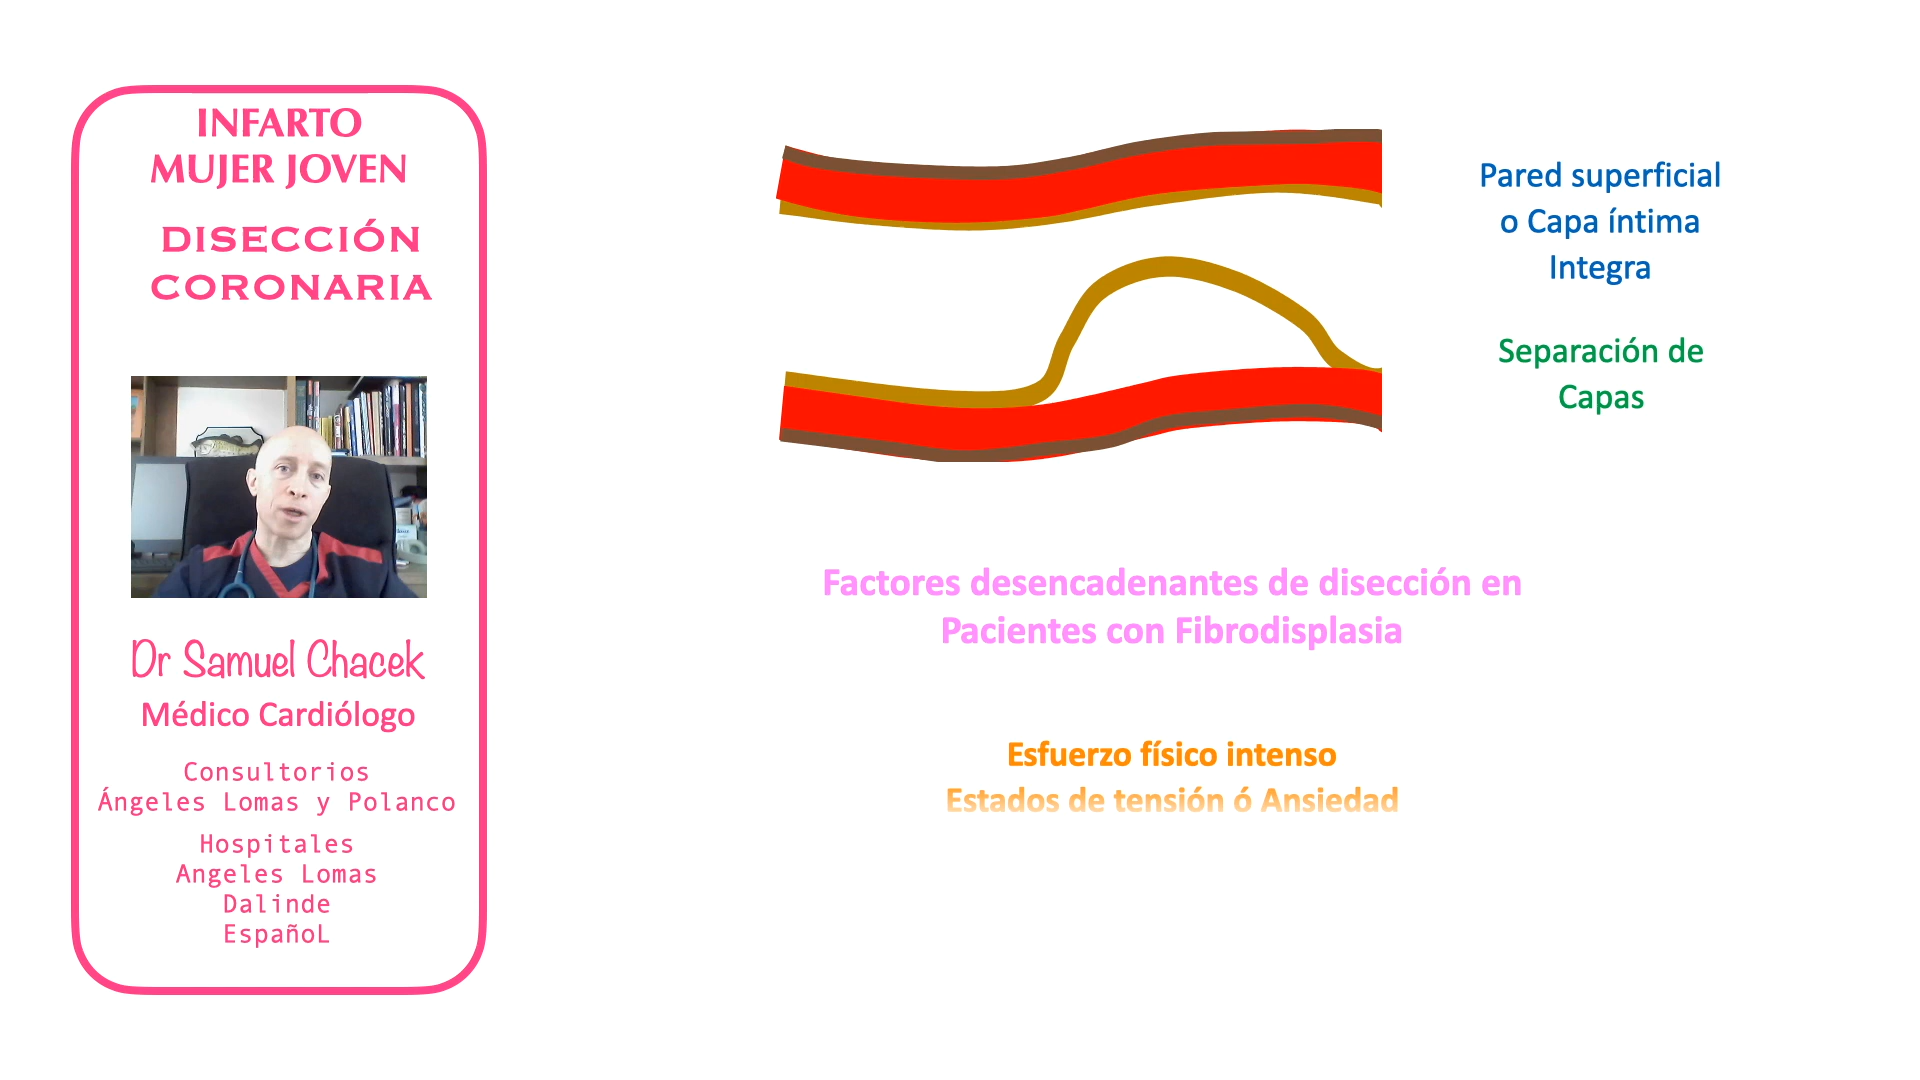 INFARTO
MUJER JOVEN
DISECCIÓN
CORONARIA
Dr Samuel Chacek
Médico Cardiólogo
Consultorios
Ángeles Lomas y Polanco
Hospitales
Angeles Lomas
Dalinde
EspañoL
Pared superficial
o Capa íntima
Integra
Separación de
Capas
Factores desencadenantes de disección en
Pacientes con Fibrodisplasia
Esfuerzo físico intenso
Estados de tensión ó Ansiedad